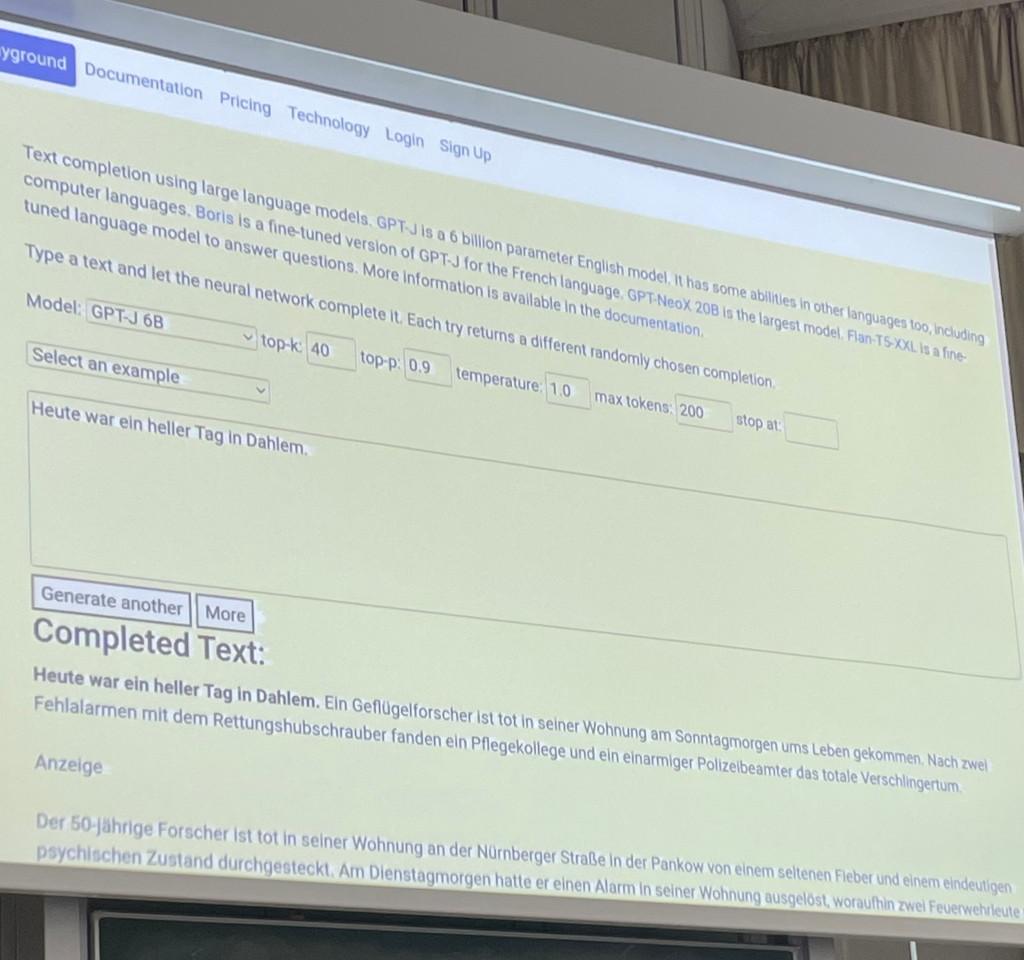 yground Documentation Pricing Technology Login Sign Up
Text completion using large language models. GPT-J is a 6 billion parameter English model. It has some abilities in other languages too, including
computer languages. Boris is a fine-tuned version of GPT-J for the French language. GPT-NeoX 20B is the largest model. Flan-T5-XXL is a fine-
tuned language model to answer questions. More information is available in the documentation.
Type a text and let the neural network complete it. Each try returns a different randomly chosen completion.
Model: GPT-J 6B top-k: 40 top-p: 0.9 temperature: 1.0 max tokens: 200 stop at:
Select an example
Heute war ein heller Tag in Dahlem.
Generate another More
Completed Text:
Heute war ein heller Tag in Dahlem. Ein Geflügelforscher ist tot in seiner Wohnung am Sonntagmorgen ums Leben gekommen. Nach zwei
Fehlalarmen mit dem Rettungshubschrauber fanden ein Pflegekollege und ein einarmiger Polizeibeamter das totale Verschlingertum.
Anzeige
Der 50-jährige Forscher ist tot in seiner Wohnung an der Nürnberger Straße in der Pankow von einem seltenen Fieber und einem eindeutigen
psychischen Zustand durchgesteckt. Am Dienstagmorgen hatte er einen Alarm in seiner Wohnung ausgelöst, woraufhin zwei Feuerwehrleute